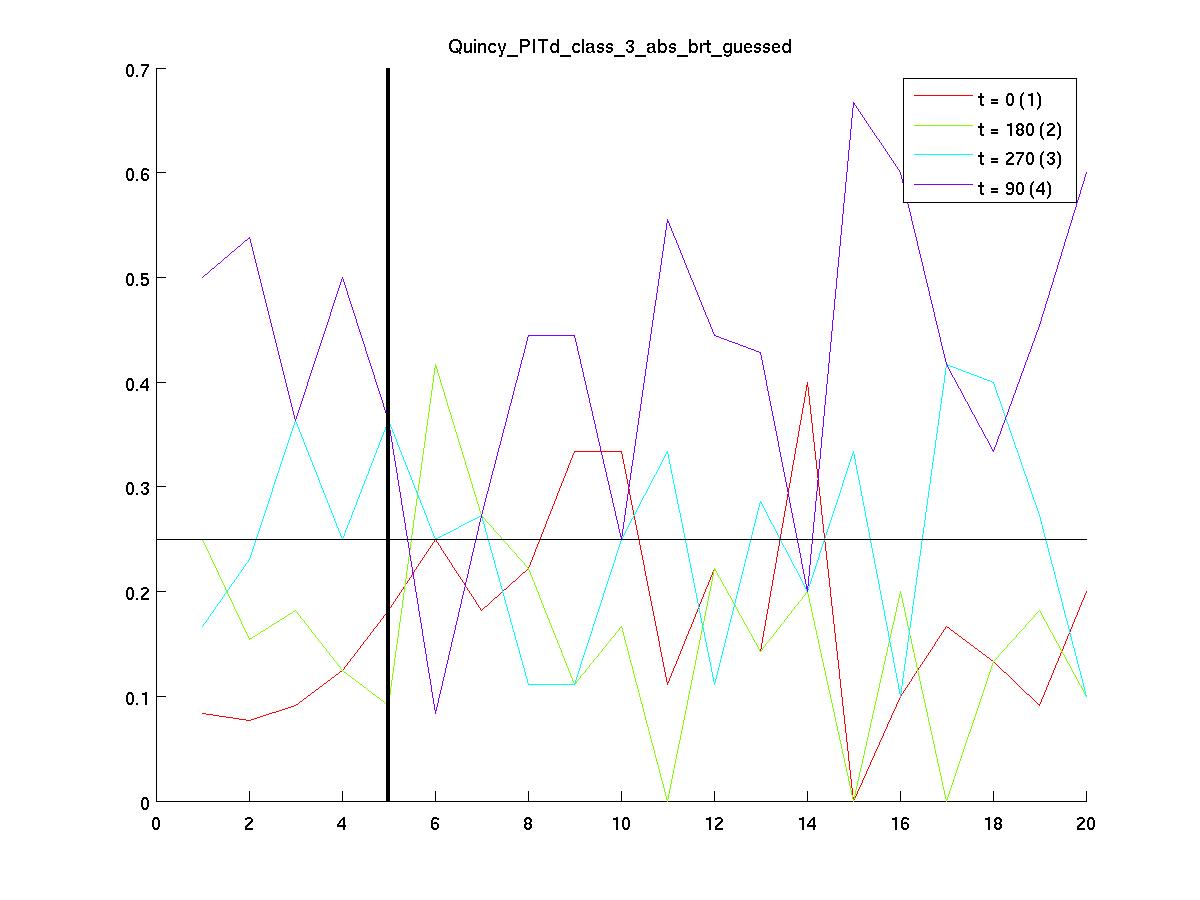 Quincy_PITd_class_3_abs_brt_guessed
0.7
0.6
0.5
0.4
0.3
0.2
0.1
0
t = 0 (1)
t = 180 (2)
t = 270 (3)
t = 90 (4)
0 2 4 6 8 10 12 14 16 18 20